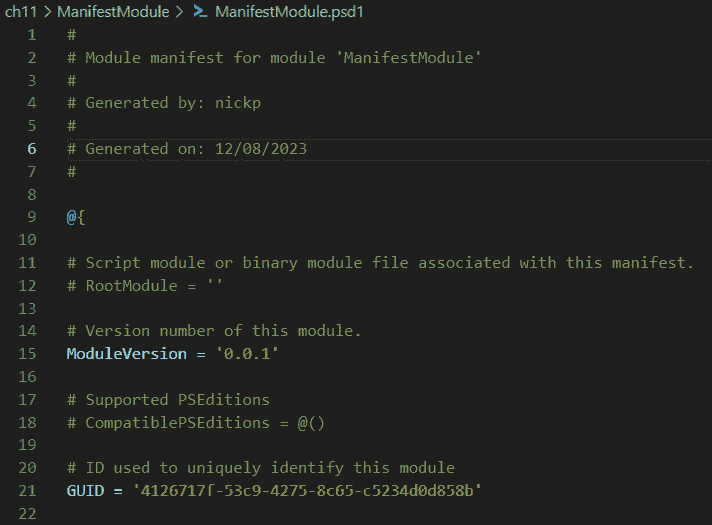 ch11 > ManifestModule > ManifestModule.psd1
1 #
2 # Module manifest for module 'ManifestModule'
3 #
4 # Generated by: nickp
5 #
6 # Generated on: 12/08/2023
7 #
8
9 @{
10
11 # Script module or binary module file associated with this manifest.
12 # RootModule = ''
13
14 # Version number of this module.
15 ModuleVersion = '0.0.1'
16
17 # Supported PSEditions
18 # CompatiblePSEditions = @()
19
20 # ID used to uniquely identify this module
21 GUID = '4126717f-53c9-4275-8c65-c5234d0d858b'
22